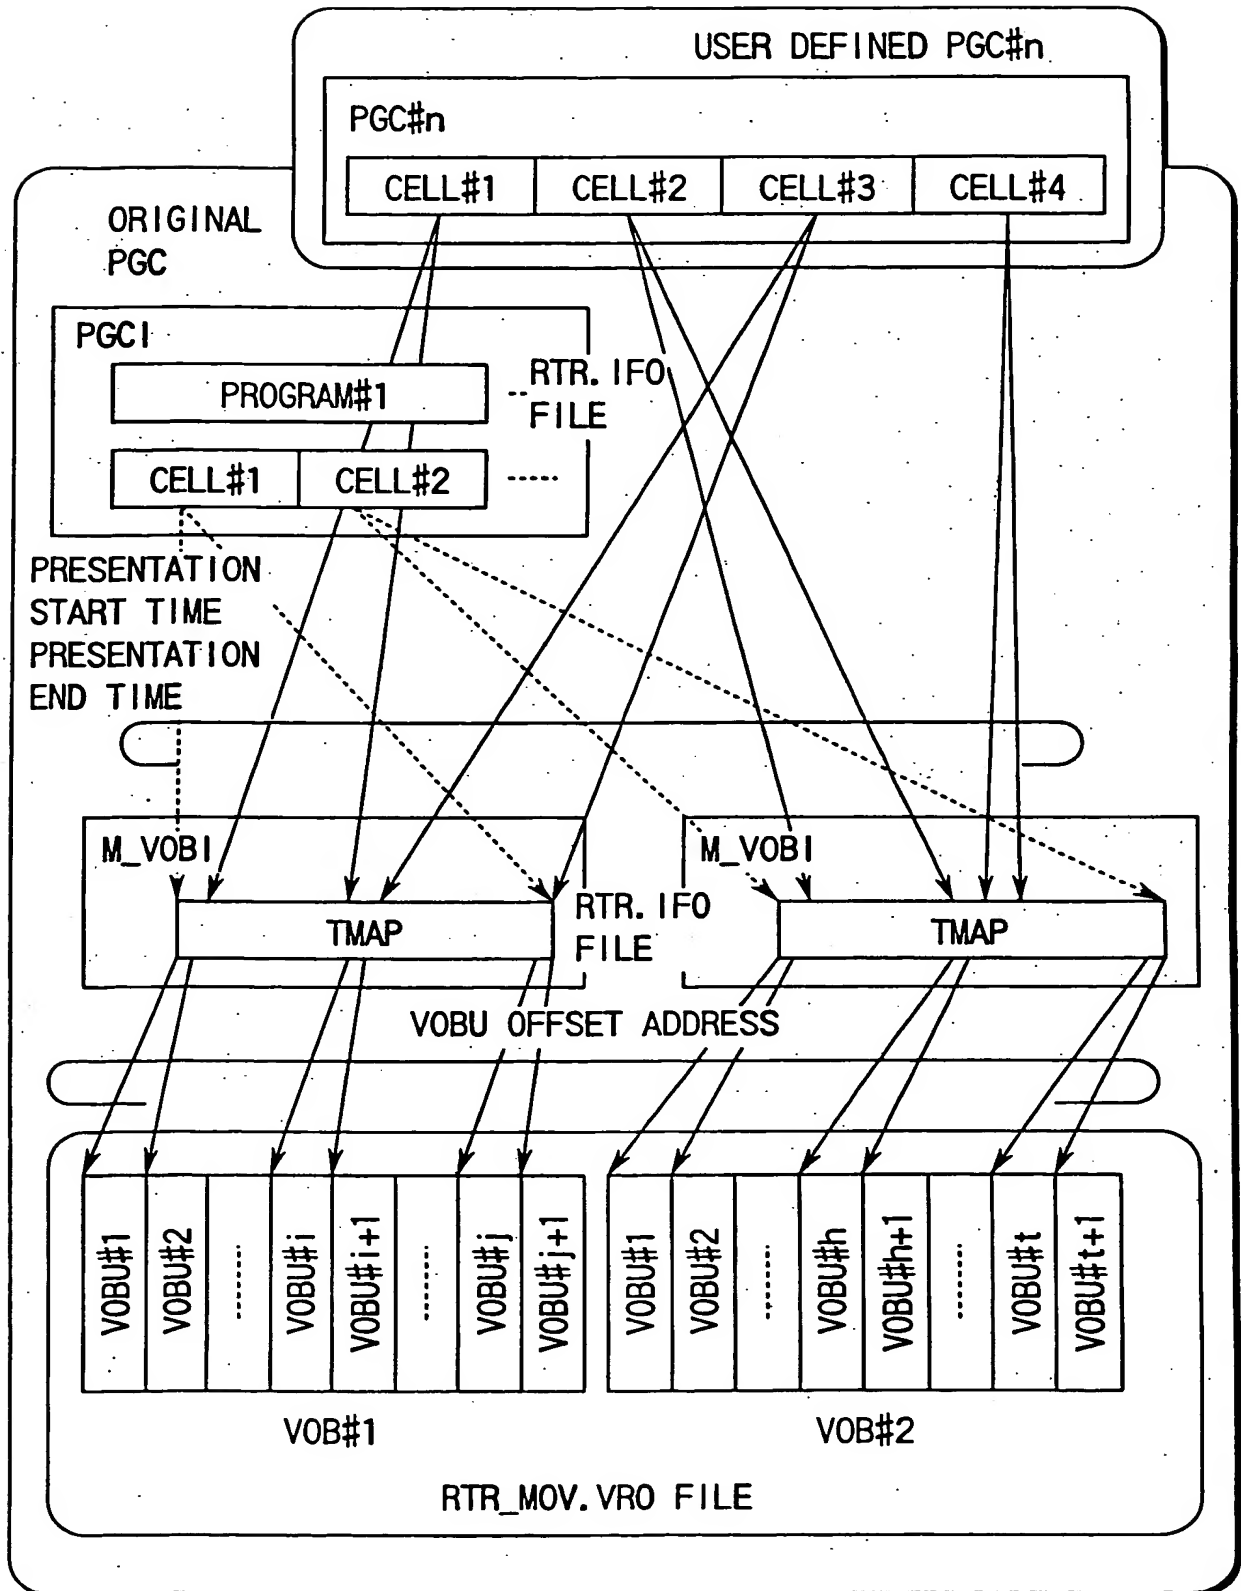 USER DEFINED PGC#n
PGC#n
CELL#1 CELL#2 CELL#3 CELL#4
ORIGINAL
PGC
PGCI
PROGRAM#1
RTR.IFO
FILE
CELL#1 CELL#2
PRESENTATION
START TIME
PRESENTATION
END TIME
M_VOBI
TMAP
RTR.IFO
FILE
M_VOBI
TMAP
VOBU OFFSET ADDRESS
VOBU#1
VOBU#2
VOBU#i
VOBU#i+1
VOBU#j
VOBU#j+1
VOBU#1
VOBU#2
VOBU#h
VOBU#h+1
VOBU#t
VOBU#t+1
VOB#1
VOB#2
RTR_MOV.VRO FILE